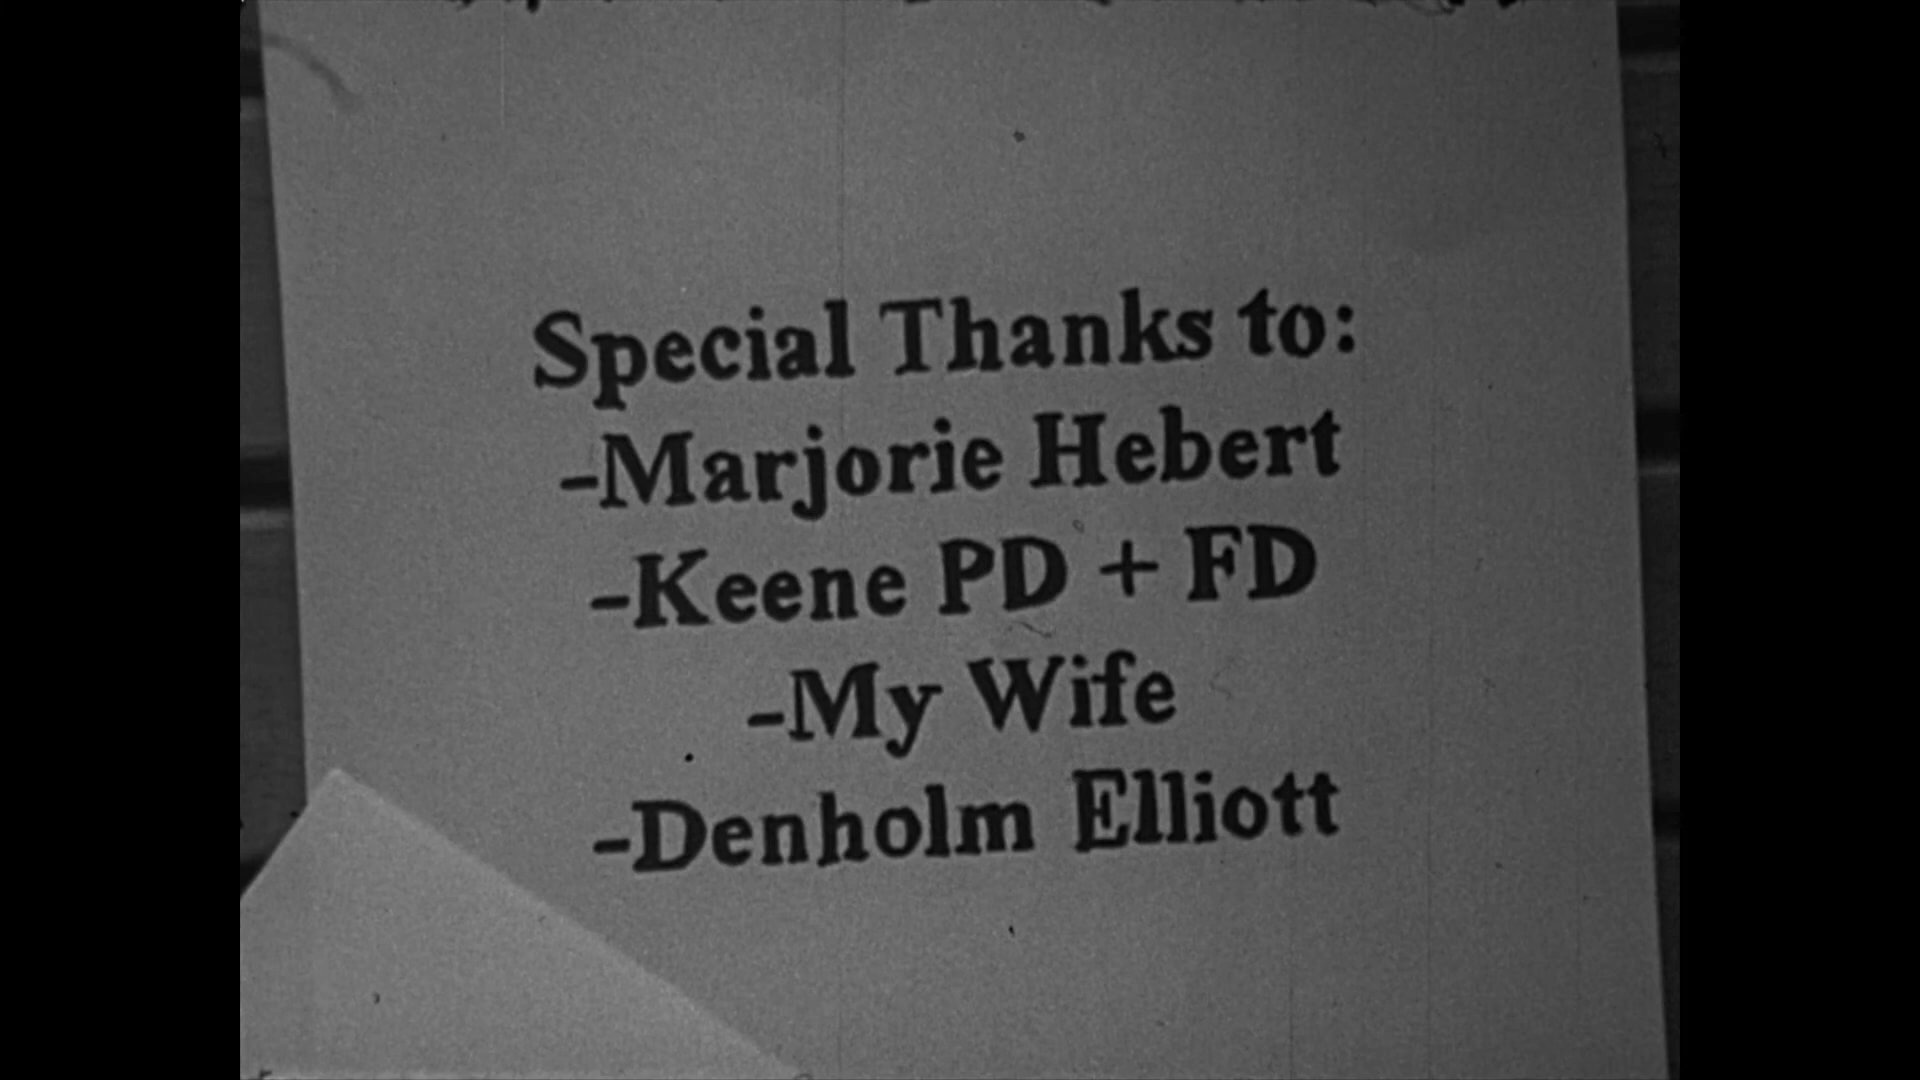 Special Thanks to:
-Marjorie Hebert
-Keene PD + FD
-My Wife
-Denholm Elliott